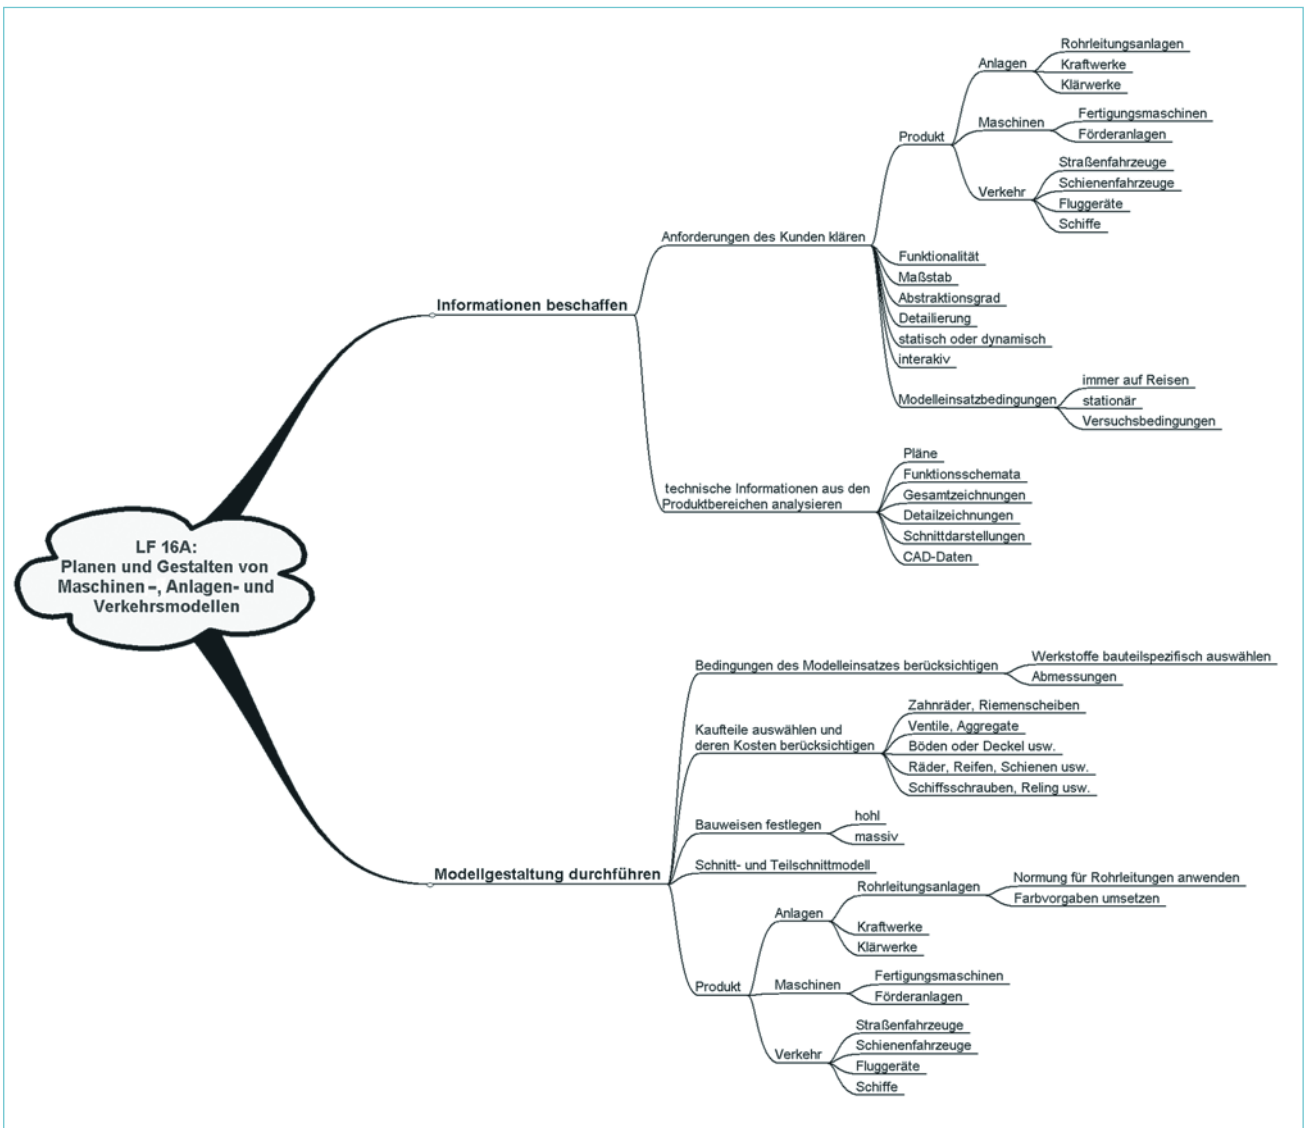 LF 16A:
Planen und Gestalten von
Maschinen -, Anlagen- und
Verkehrsmodellen
Informationen beschaffen
Anforderungen des Kunden klären
Produkt
Anlagen
Rohrleitungsanlagen
Kraftwerke
Klärwerke
Maschinen
Fertigungsmaschinen
Förderanlagen
Verkehr
Straßenfahrzeuge
Schienenfahrzeuge
Fluggeräte
Schiffe
Funktionalität
Maßstab
Abstraktionsgrad
Detailierung
statisch oder dynamisch
interakiv
Modelleinsatzbedingungen
immer auf Reisen
stationär
Versuchsbedingungen
technische Informationen aus den
Produktbereichen analysieren
Pläne
Funktionsschemata
Gesamtzeichnungen
Detailzeichnungen
Schnittdarstellungen
CAD-Daten
Modellgestaltung durchführen
Bedingungen des Modelleinsatzes berücksichtigen
Werkstoffe bauteilspezifisch auswählen
Abmessungen
Kaufteile auswählen und
deren Kosten berücksichtigen
Zahnräder, Riemenscheiben
Ventile, Aggregate
Böden oder Deckel usw.
Räder, Reifen, Schienen usw.
Schiffsschrauben, Reling usw.
Bauweisen festlegen
hohl
massiv
Schnitt- und Teilschnittmodell
Produkt
Anlagen
Rohrleitungsanlagen
Normung für Rohrleitungen anwenden
Farbvorgaben umsetzen
Kraftwerke
Klärwerke
Maschinen
Fertigungsmaschinen
Förderanlagen
Verkehr
Straßenfahrzeuge
Schienenfahrzeuge
Fluggeräte
Schiffe